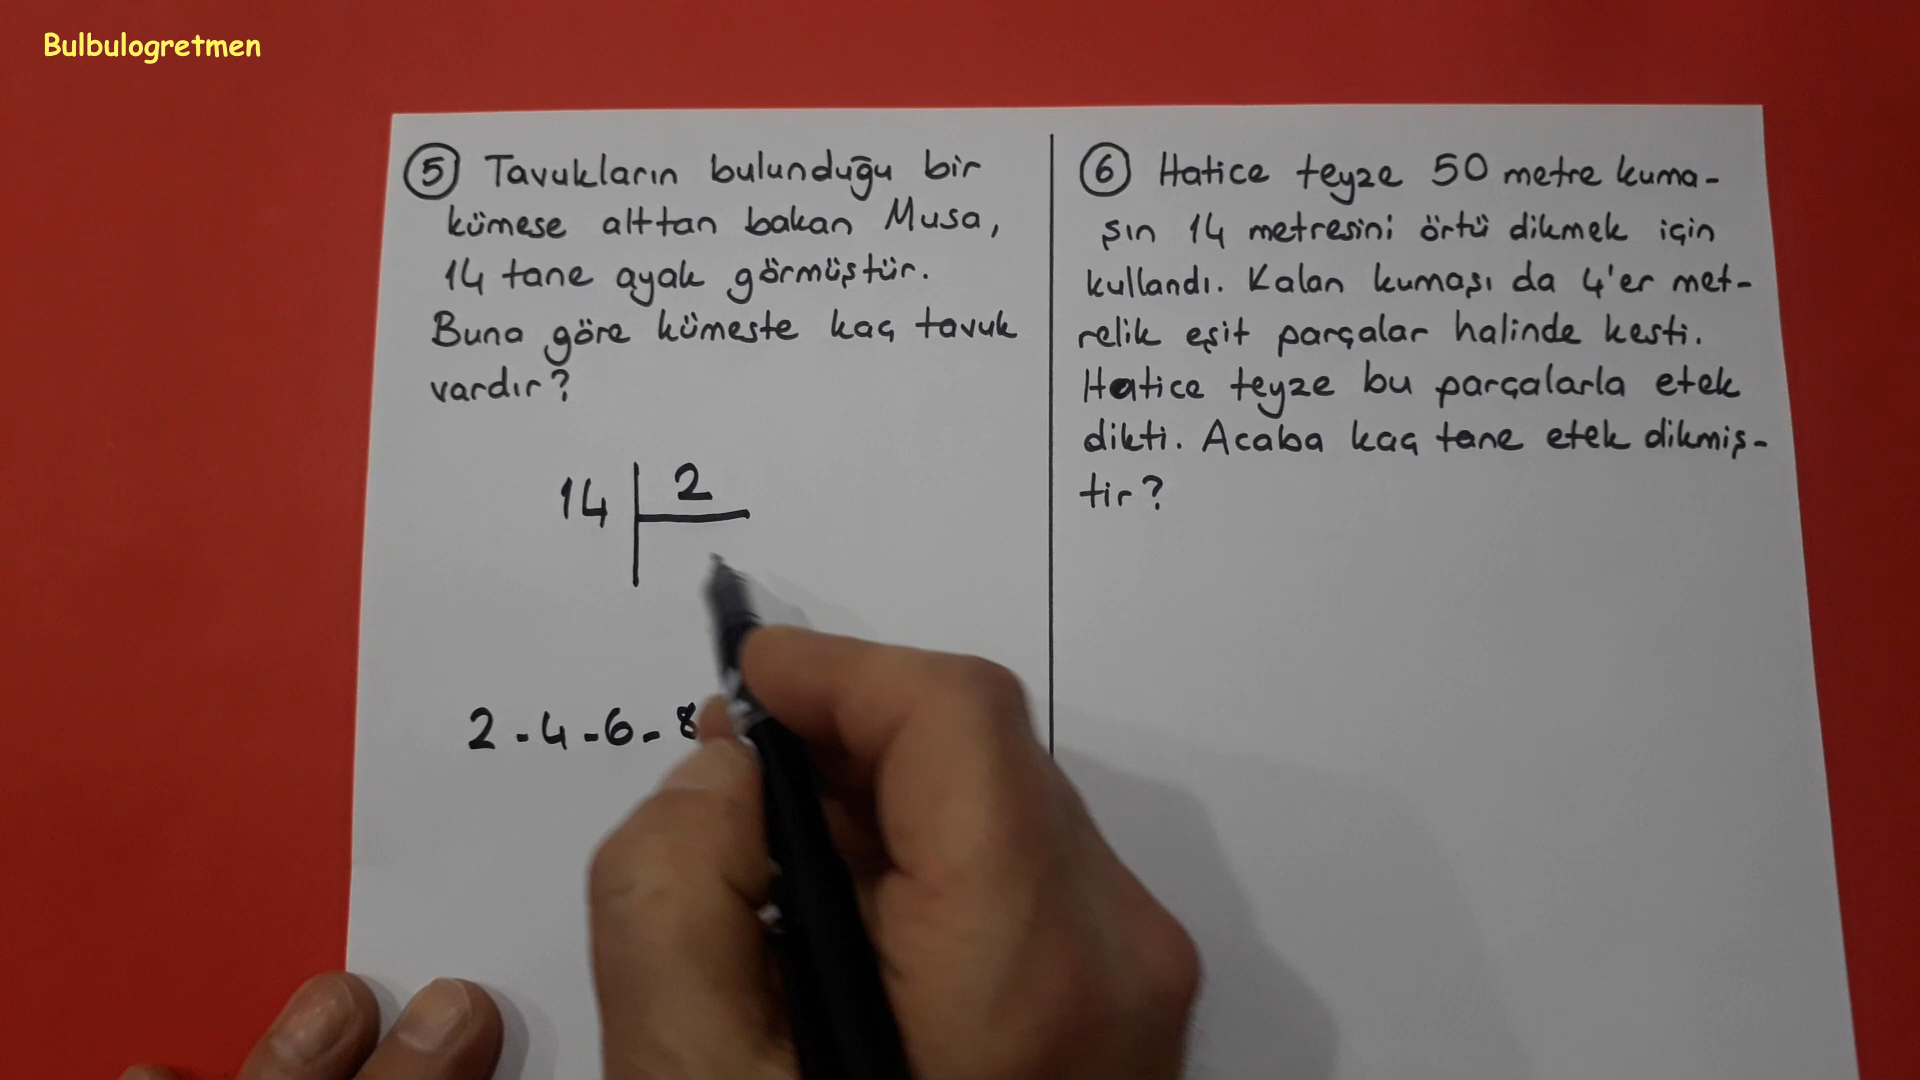 Bulbulogretmen
5 Tavukların bulunduğu bir
kümese alttan bakan Musa,
14 tane ayak görmüştür.
Buna göre kümeste kaç tavuk
vardır?
14 2
2 - 4 - 6 - 8
6 Hatice teyze 50 metre kuma-
şın 14 metresini örtü dikmek için
kullandı. Kalan kumaşı da 4'er met-
relik eşit parçalar halinde kesti.
Hatice teyze bu parçalarla etek
dikti. Acaba kaç tane etek dikmiş-
tir?